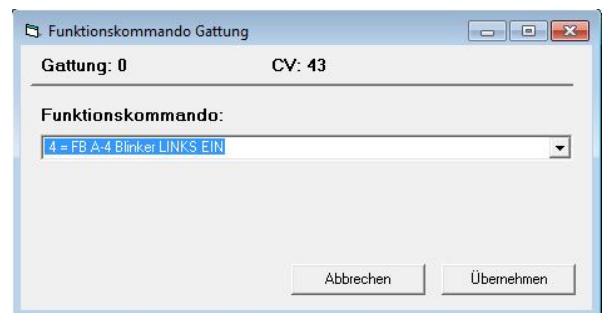 Funktionskommando Gattung
Gattung: 0 CV: 43
Funktionskommando:
4 = FB A-4 Blinker LINKS EIN
Abbrechen Übernehmen